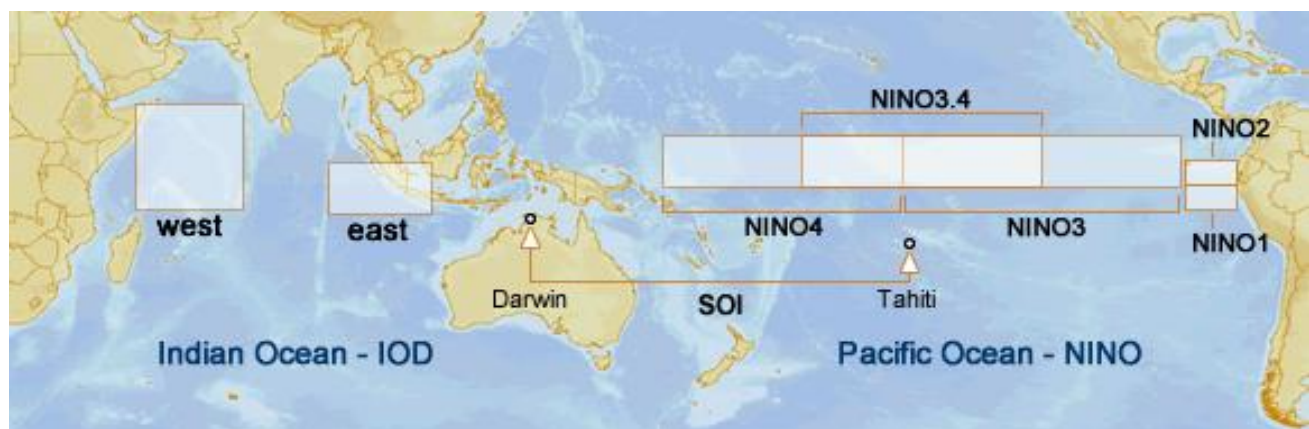 NINO3.4
NINO2
west
east
NINO4
NINO3
NINO1
Darwin
SOI
Tahiti
Indian Ocean - IOD
Pacific Ocean - NINO